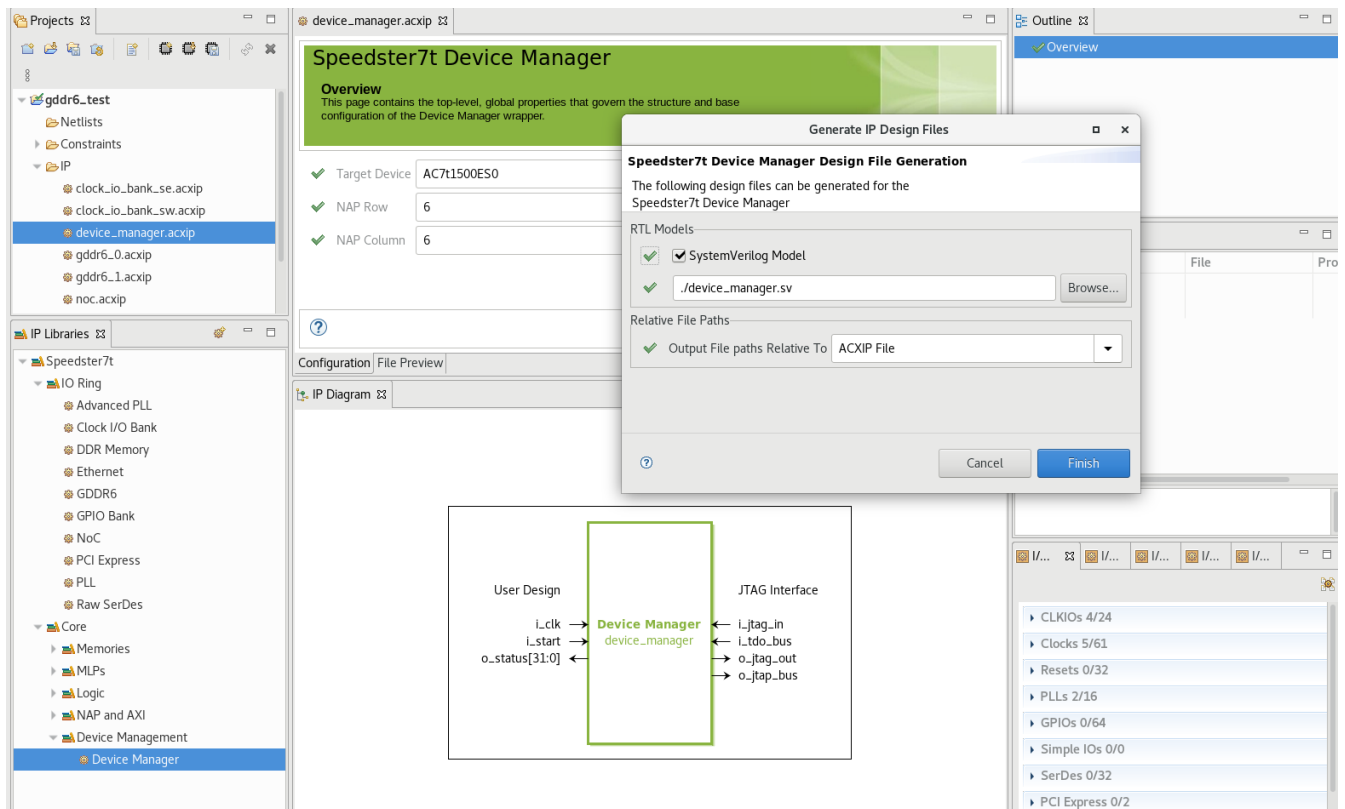 Projects
gddr6_test
Netlists
Constraints
IP
clock_io_bank_se.acxip
clock_io_bank_sw.acxip
device_manager.acxip
gddr6_0.acxip
gddr6_1.acxip
noc.acxip
IP Libraries
Speedster7t
IO Ring
Advanced PLL
Clock I/O Bank
DDR Memory
Ethernet
GDDR6
GPIO Bank
NoC
PCI Express
PLL
Raw SerDes
Core
Memories
MLPs
Logic
NAP and AXI
Device Management
Device Manager
device_manager.acxip
Speedster7t Device Manager
Overview
This page contains the top-level, global properties that govern the structure and base
configuration of the Device Manager wrapper.
Target Device AC7t1500ES0
NAP Row 6
NAP Column 6
Configuration File Preview
IP Diagram
User Design
JTAG Interface
i_clk
i_start
o_status[31:0]
Device Manager
device_manager
i_jtag_in
i_tdo_bus
o_jtag_out
o_jtap_bus
Generate IP Design Files
Speedster7t Device Manager Design File Generation
The following design files can be generated for the
Speedster7t Device Manager
RTL Models
SystemVerilog Model
./device_manager.sv
Browse...
Relative File Paths
Output File paths Relative To ACXIP File
Cancel
Finish
Outline
Overview
File
Pro
I/... I/... I/... I/... I/...
CLKIOs 4/24
Clocks 5/61
Resets 0/32
PLLs 2/16
GPIOs 0/64
Simple IOs 0/0
SerDes 0/32
PCI Express 0/2